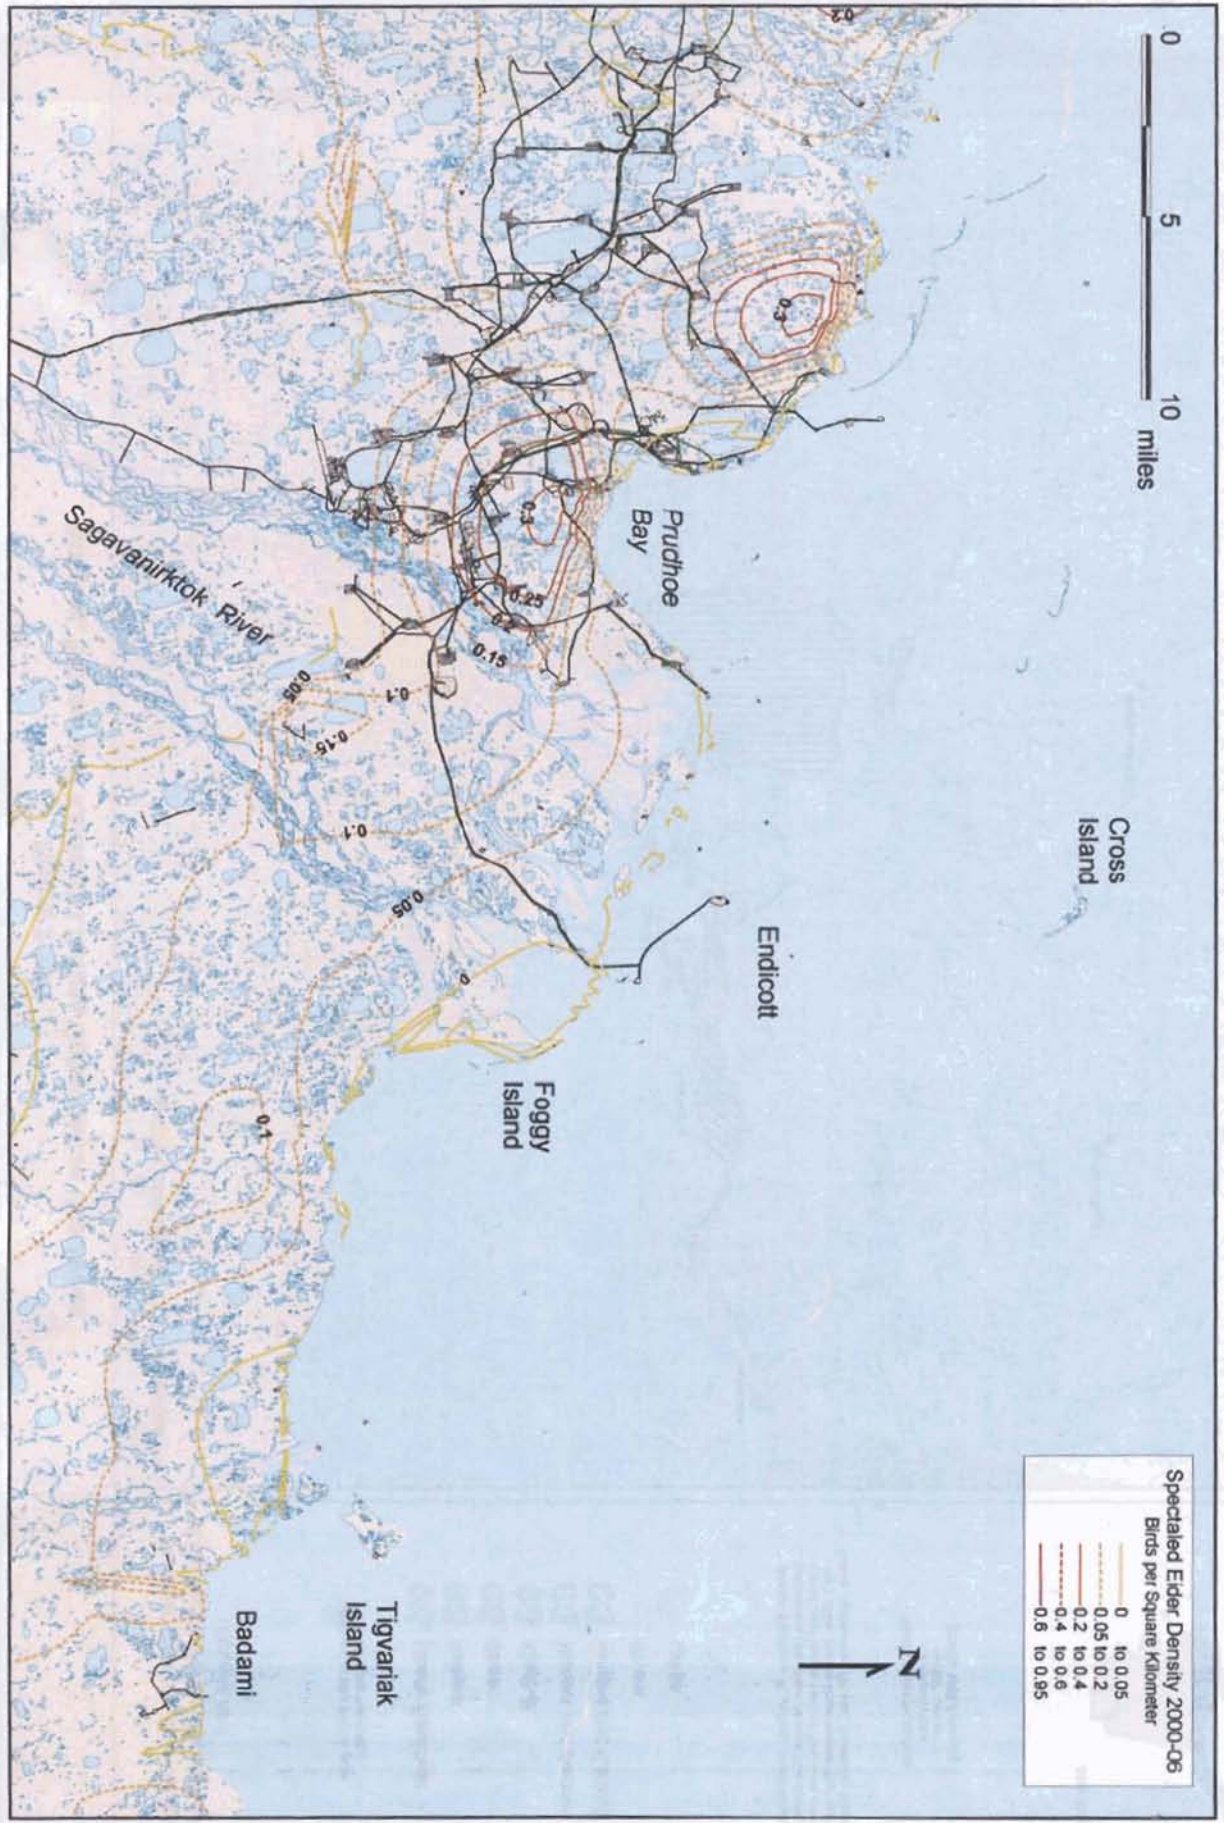 Spectaled Eider Density 2000-06
Birds per Square Kilometer
0 to 0.05
0.05 to 0.2
0.2 to 0.4
0.4 to 0.6
0.6 to 0.95
N
0
5
10
miles
Cross
Island
Endicott
Prudhoe
Bay
Foggy
Island
Tigvariak
Island
Badami
Sagavanirktok River
0.2
0.3
0.3
0.25
0.2
0.15
0.1
0.05
0.15
0.1
0.05
0
0.1